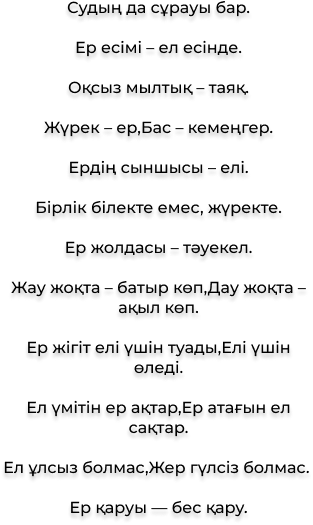 Судың да сұрауы бар.
Ер есімі – ел есінде.
Оқсыз мылтық – таяқ.
Жүрек – ер,Бас – кемеңгер.
Ердің сыншысы – елі.
Бірлік білекте емес, жүректе.
Ер жолдасы – тәуекел.
Жау жоқта – батыр көп,Дау жоқта –
ақыл көп.
Ер жігіт елі үшін туады,Елі үшін
өледі.
Ел үмітін ер ақтар,Ер атағын ел
сақтар.
Ел ұлсыз болмас,Жер гүлсіз болмас.
Ер қаруы — бес қару.